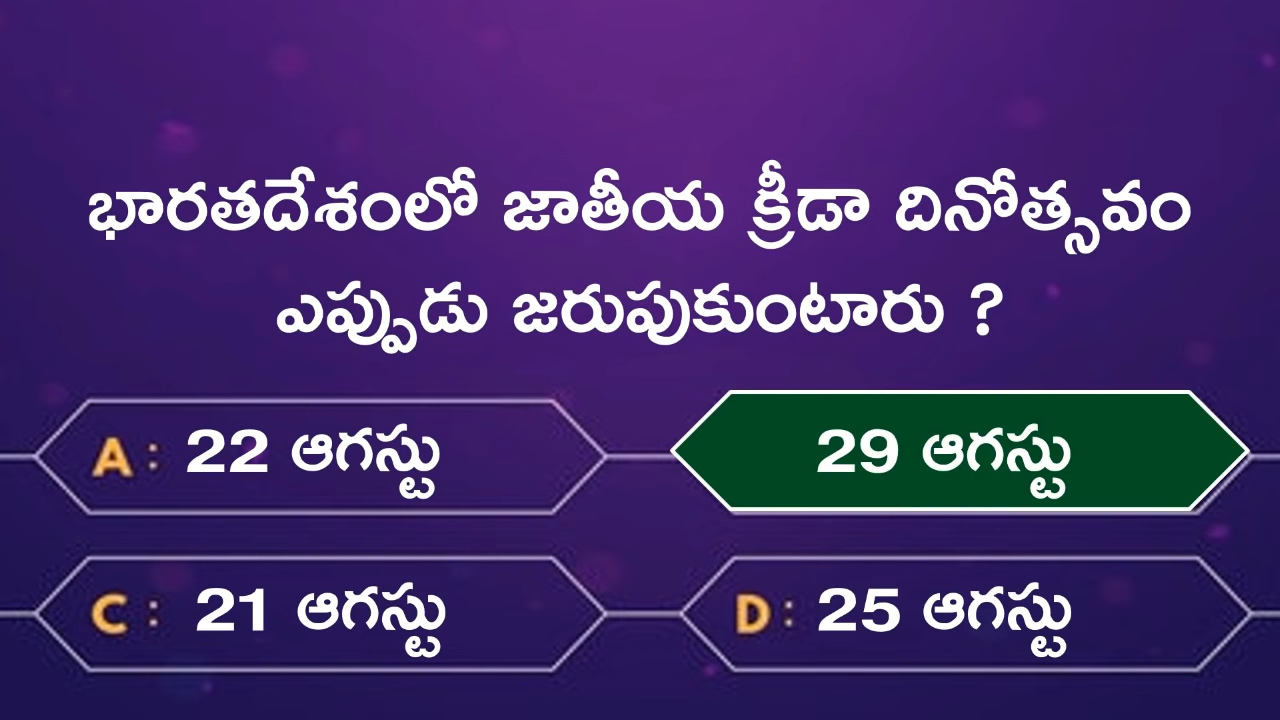 భారతదేశంలో జాతీయ క్రీడా దినోత్సవం
ఎప్పుడు జరుపుకుంటారు ?
A : 22 ఆగస్టు
29 ఆగస్టు
C : 21 ఆగస్టు
D : 25 ఆగస్టు